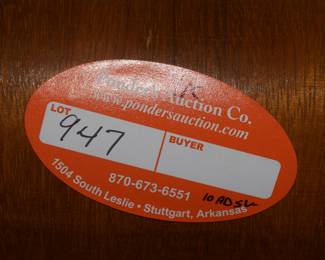 Ponder's Auction Co.
www.pondersauction.com
LOT
947
BUYER
870-673-6551
1504 South Leslie • Stuttgart, Arkansas